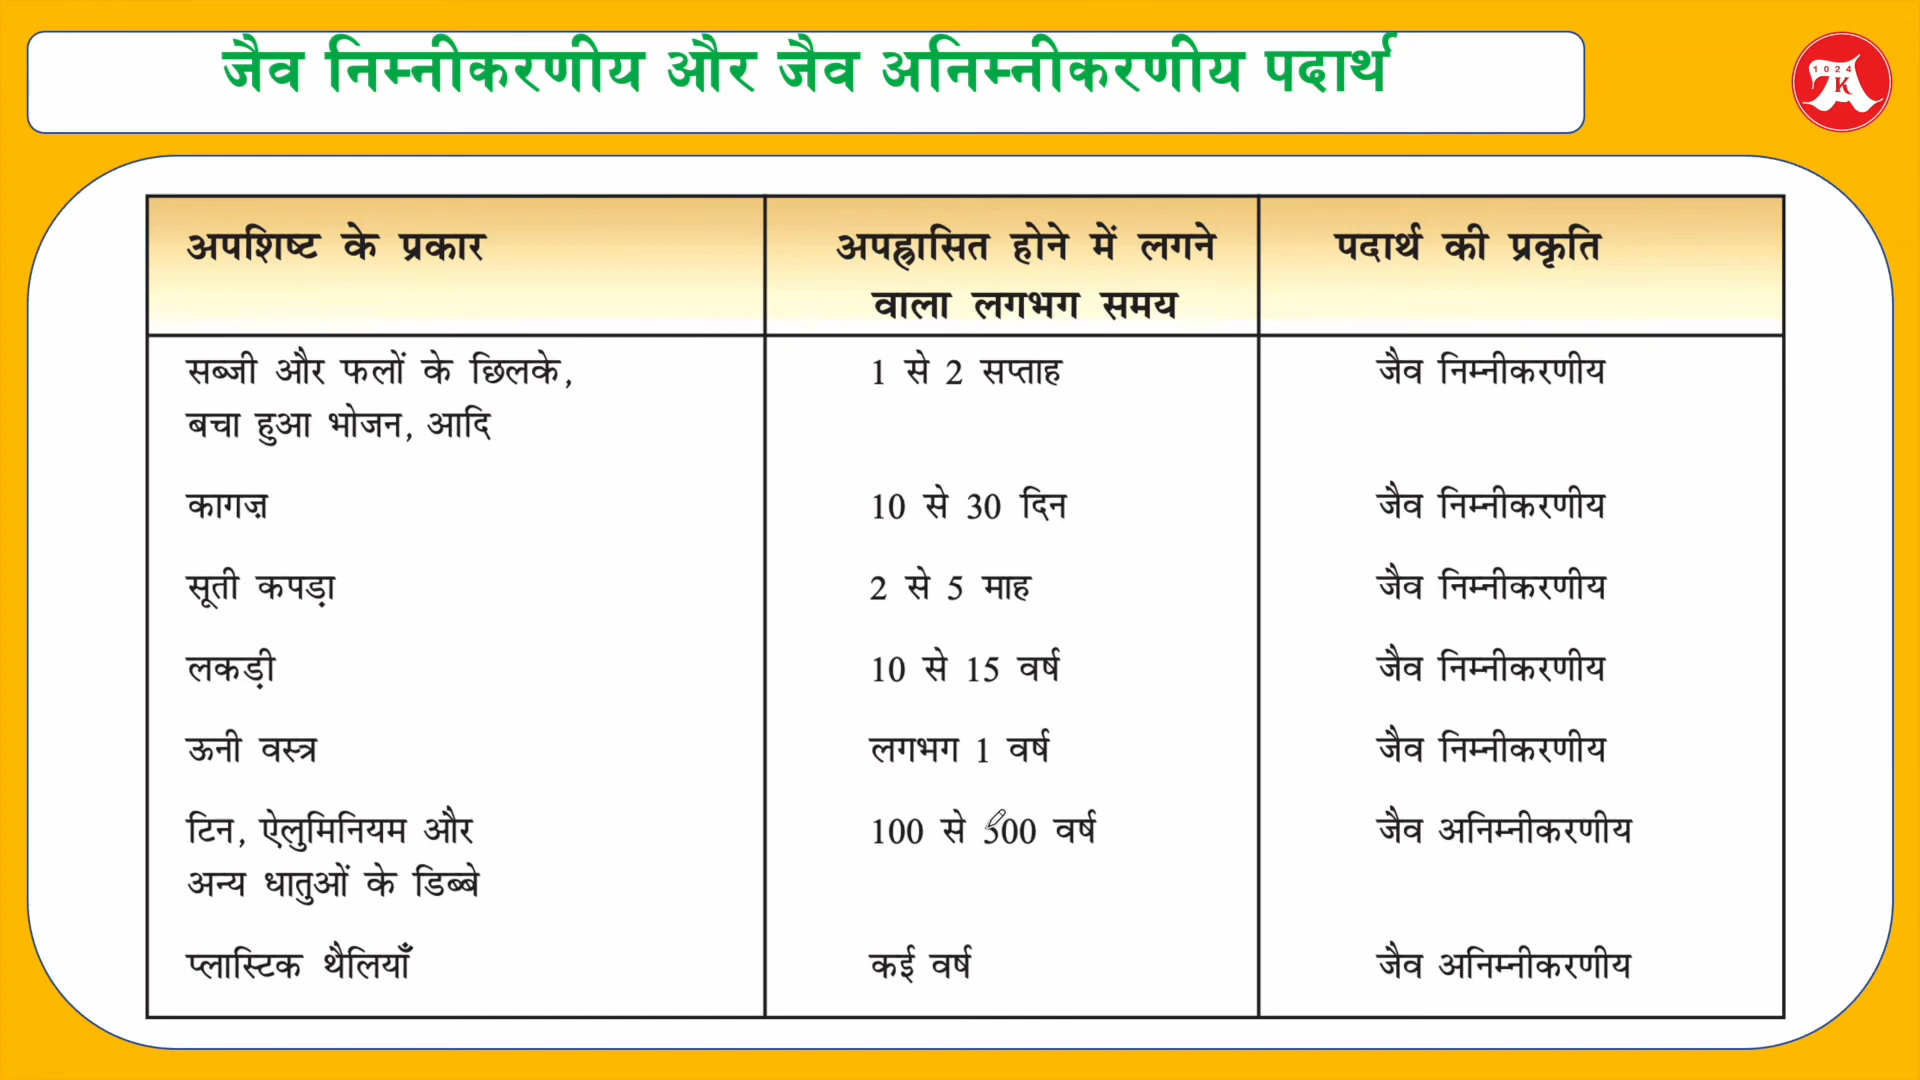 जैव निम्नीकरणीय और जैव अनिम्नीकरणीय पदार्थ
1024
K
अपशिष्ट के प्रकार
अपह्रासित होने में लगने
वाला लगभग समय
पदार्थ की प्रकृति
सब्जी और फलों के छिलके,
बचा हुआ भोजन, आदि
1 से 2 सप्ताह
जैव निम्नीकरणीय
कागज़
10 से 30 दिन
जैव निम्नीकरणीय
सूती कपड़ा
2 से 5 माह
जैव निम्नीकरणीय
लकड़ी
10 से 15 वर्ष
जैव निम्नीकरणीय
ऊनी वस्त्र
लगभग 1 वर्ष
जैव निम्नीकरणीय
टिन, ऐलुमिनियम और
अन्य धातुओं के डिब्बे
100 से 500 वर्ष
जैव अनिम्नीकरणीय
प्लास्टिक थैलियाँ
कई वर्ष
जैव अनिम्नीकरणीय